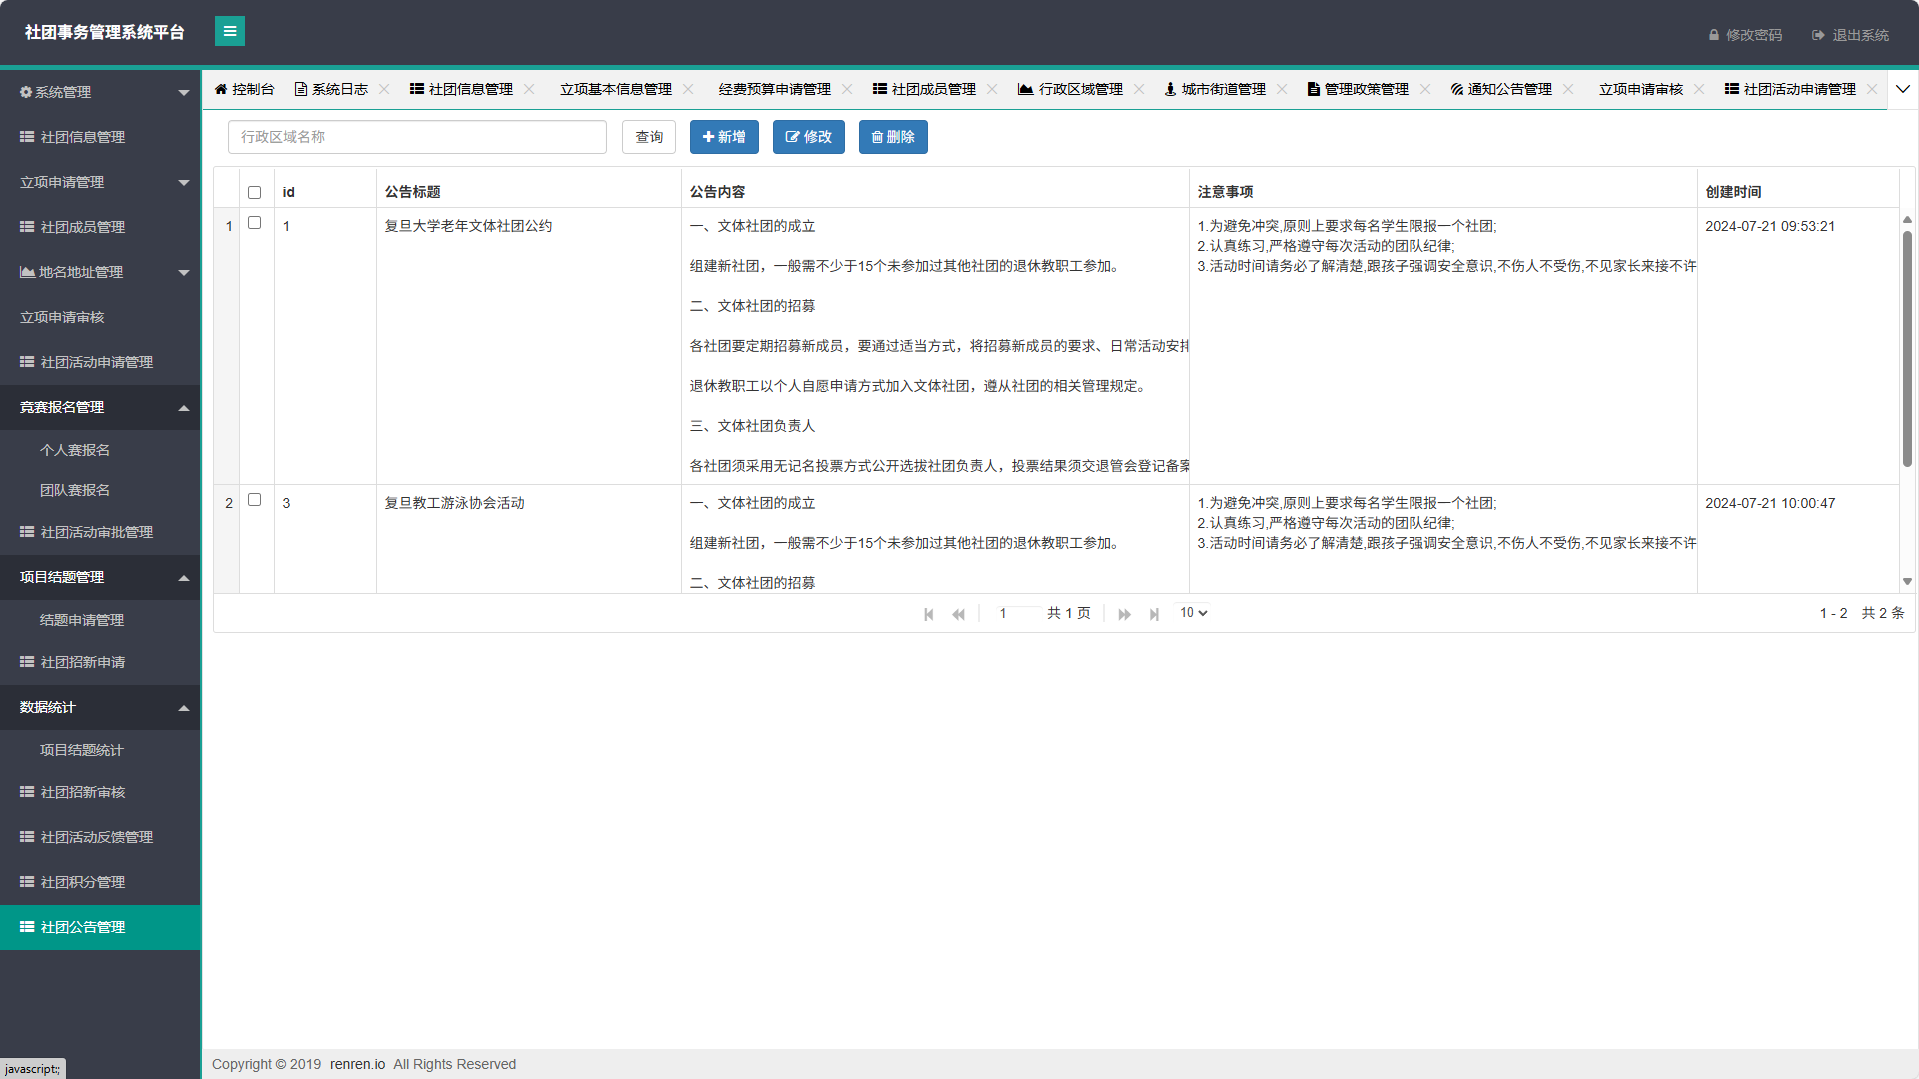 社团事务管理系统平台
修改密码
退出系统
系统管理
社团信息管理
立项申请管理
社团成员管理
地名地址管理
立项申请审核
社团活动申请管理
竞赛报名管理
个人赛报名
团队赛报名
社团活动审批管理
项目结题管理
结题申请管理
社团招新申请
数据统计
项目结题统计
社团招新审核
社团活动反馈管理
社团积分管理
社团公告管理
javascript:;
控制台 系统日志 社团信息管理 立项基本信息管理 经费预算申请管理 社团成员管理 行政区域管理 城市街道管理 管理政策管理 通知公告管理 立项申请审核 社团活动申请管理
行政区域名称 查询 新增 修改 删除
id 公告标题 公告内容 注意事项 创建时间
1 1 复旦大学老年文体社团公约
一、文体社团的成立
组建新社团，一般需不少于15个未参加过其他社团的退休教职工参加。
二、文体社团的招募
各社团要定期招募新成员，要通过适当方式，将招募新成员的要求、日常活动安排
退休教职工以个人自愿申请方式加入文体社团，遵从社团的相关管理规定。
三、文体社团负责人
各社团须采用无记名投票方式公开选拔社团负责人，投票结果须交退管会登记备案
1.为避免冲突,原则上要求每名学生限报一个社团;
2.认真练习,严格遵守每次活动的团队纪律;
3.活动时间请务必了解清楚,跟孩子强调安全意识,不伤人不受伤,不见家长来接不许
2024-07-21 09:53:21
2 3 复旦教工游泳协会活动
一、文体社团的成立
组建新社团，一般需不少于15个未参加过其他社团的退休教职工参加。
二、文体社团的招募
1.为避免冲突,原则上要求每名学生限报一个社团;
2.认真练习,严格遵守每次活动的团队纪律;
3.活动时间请务必了解清楚,跟孩子强调安全意识,不伤人不受伤,不见家长来接不许
2024-07-21 10:00:47
1 共 1 页 10
1 - 2 共 2 条
Copyright © 2019 renren.io All Rights Reserved